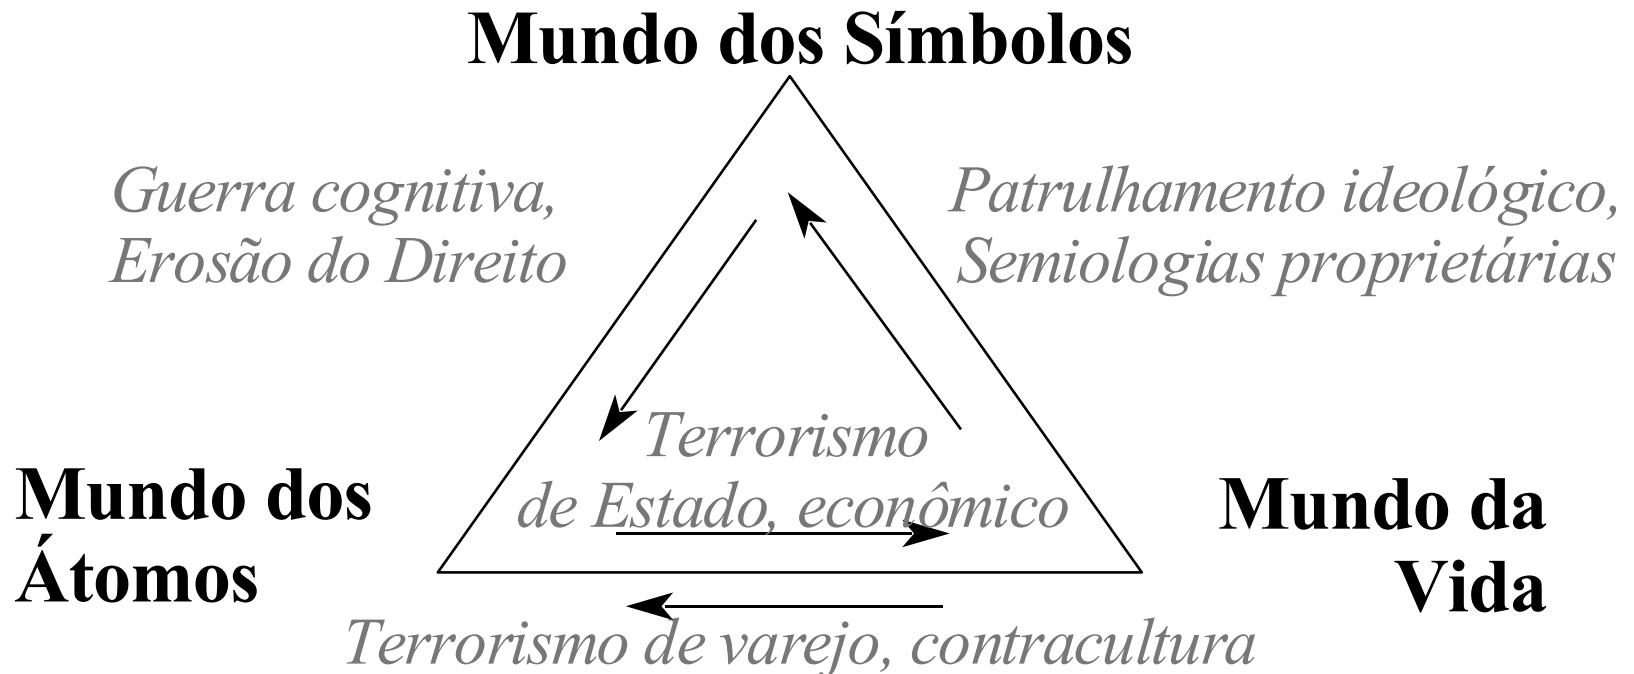 Mundo dos Símbolos
Guerra cognitiva,
Erosão do Direito
Patrulhamento ideológico,
Semiologias proprietárias
Terrorismo
de Estado, econômico
Mundo dos
Átomos
Mundo da
Vida
Terrorismo de varejo, contracultura